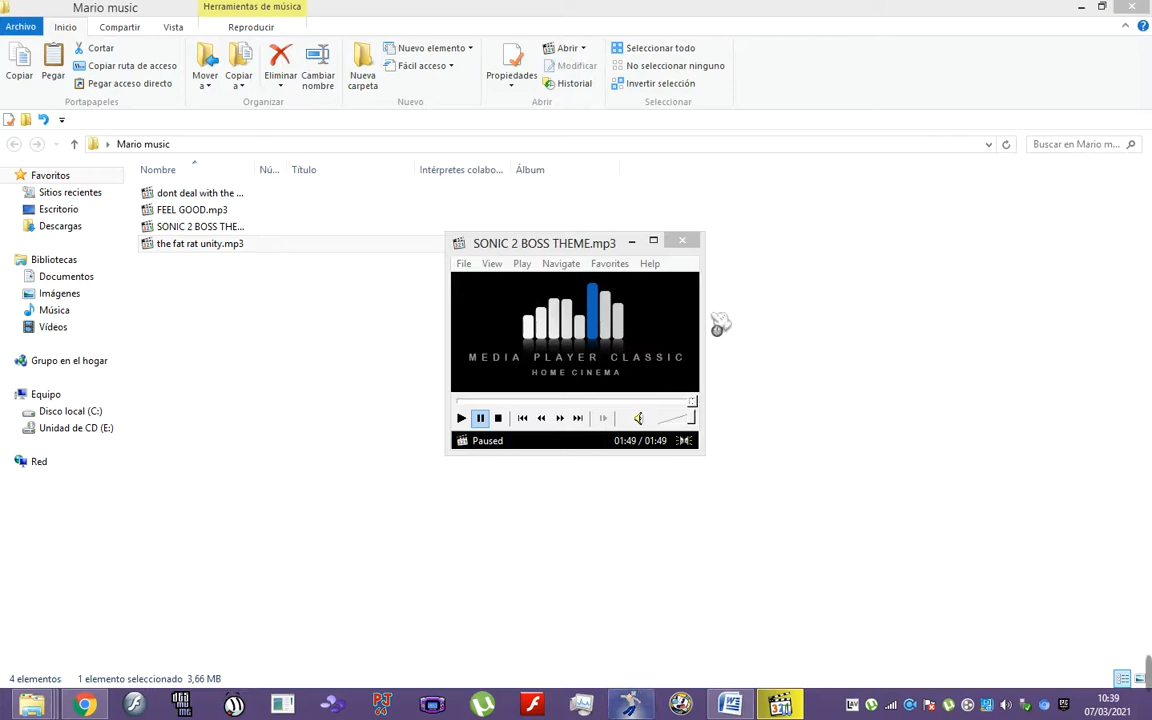 Mario music
Herramientas de música
Archivo Inicio Compartir Vista Reproducir
Copiar
Pegar
Cortar
Copiar ruta de acceso
Pegar acceso directo
Portapapeles
Mover a
Copiar a
Eliminar
Cambiar nombre
Organizar
Nueva carpeta
Nuevo elemento
Fácil acceso
Nuevo
Propiedades
Abrir
Modificar
Historial
Abrir
Seleccionar todo
No seleccionar ninguno
Invertir selección
Seleccionar
Mario music
Buscar en Mario m...
Nombre Nú... Título Intérpretes colabo... Álbum
dont deal with the ...
FEEL GOOD.mp3
SONIC 2 BOSS THE...
the fat rat unity.mp3
Favoritos
Sitios recientes
Escritorio
Descargas
Bibliotecas
Documentos
Imágenes
Música
Vídeos
Grupo en el hogar
Equipo
Disco local (C:)
Unidad de CD (E:)
Red
SONIC 2 BOSS THEME.mp3
File View Play Navigate Favorites Help
MEDIA PLAYER CLASSIC
HOME CINEMA
Paused 01:49 / 01:49
4 elementos 1 elemento seleccionado 3,66 MB
10:39
07/03/2021